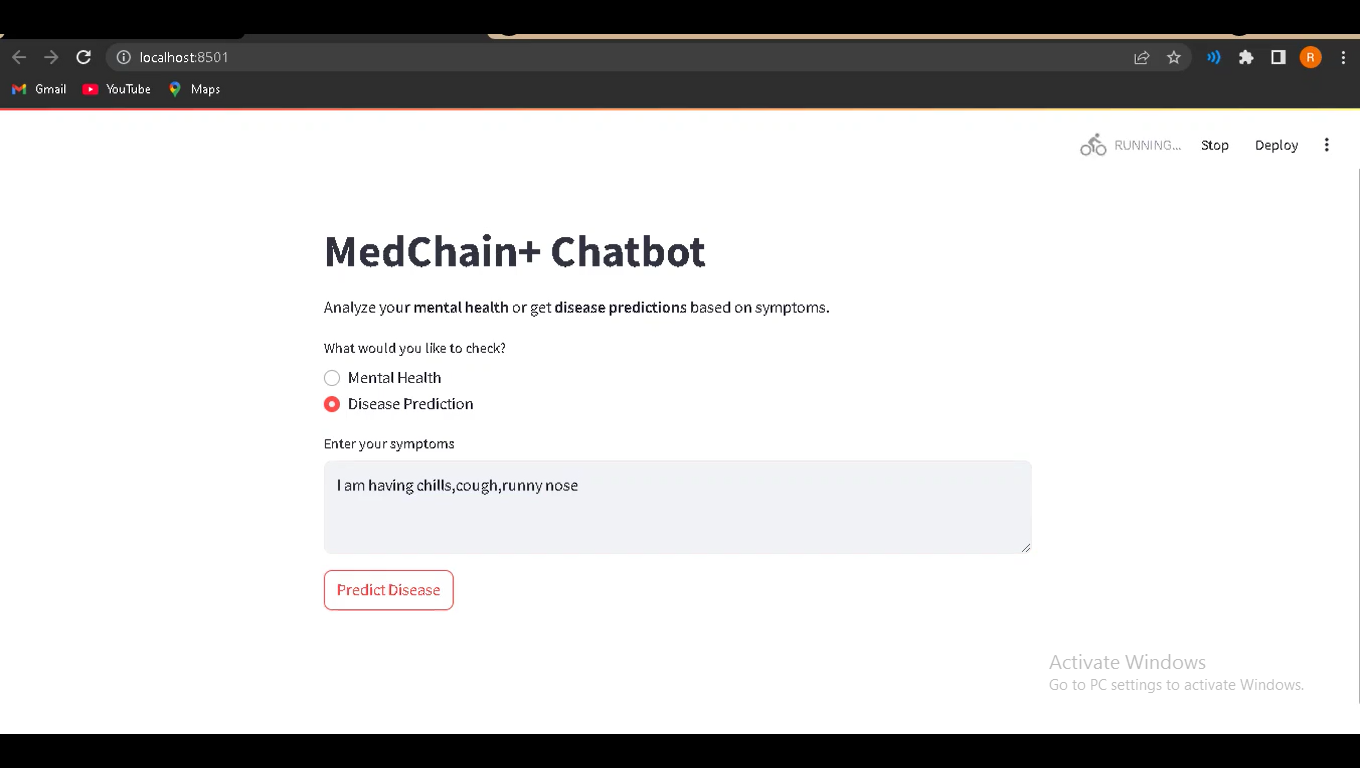 localhost:8501
R
Gmail YouTube Maps
RUNNING... Stop Deploy
MedChain+ Chatbot
Analyze your mental health or get disease predictions based on symptoms.
What would you like to check?
Mental Health
Disease Prediction
Enter your symptoms
I am having chills,cough,runny nose
Predict Disease
Activate Windows
Go to PC settings to activate Windows.